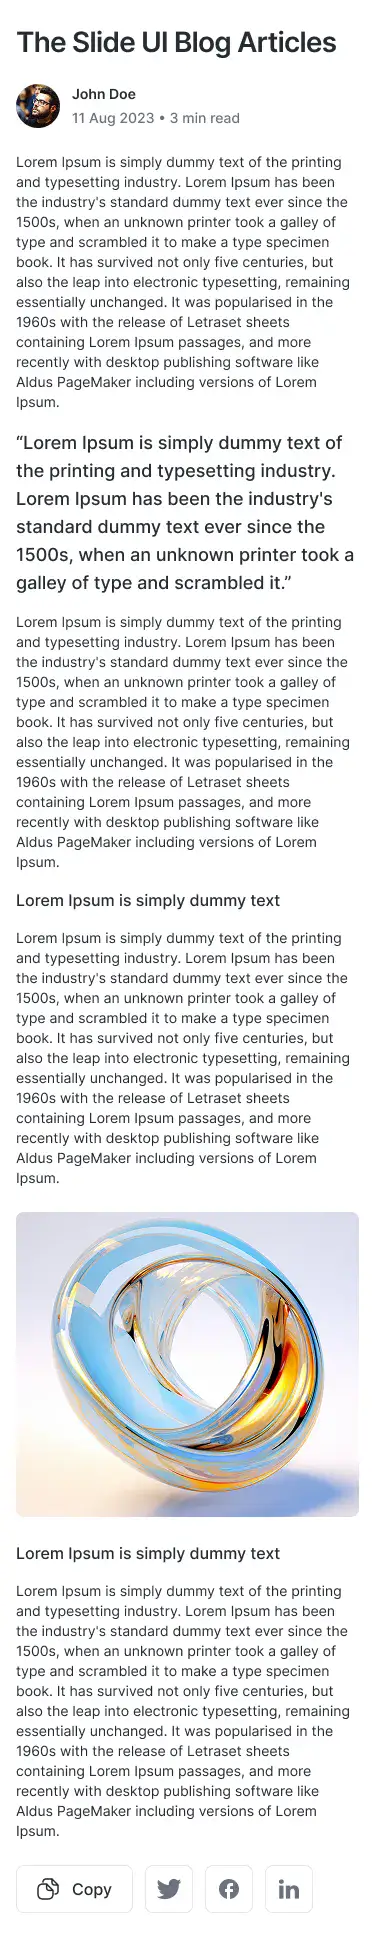 The Slide UI Blog Articles
John Doe
11 Aug 2023 • 3 min read
Lorem Ipsum is simply dummy text of the printing
and typesetting industry. Lorem Ipsum has been
the industry's standard dummy text ever since the
1500s, when an unknown printer took a galley of
type and scrambled it to make a type specimen
book. It has survived not only five centuries, but
also the leap into electronic typesetting, remaining
essentially unchanged. It was popularised in the
1960s with the release of Letraset sheets
containing Lorem Ipsum passages, and more
recently with desktop publishing software like
Aldus PageMaker including versions of Lorem
Ipsum.
“Lorem Ipsum is simply dummy text of
the printing and typesetting industry.
Lorem Ipsum has been the industry's
standard dummy text ever since the
1500s, when an unknown printer took a
galley of type and scrambled it.”
Lorem Ipsum is simply dummy text of the printing
and typesetting industry. Lorem Ipsum has been
the industry's standard dummy text ever since the
1500s, when an unknown printer took a galley of
type and scrambled it to make a type specimen
book. It has survived not only five centuries, but
also the leap into electronic typesetting, remaining
essentially unchanged. It was popularised in the
1960s with the release of Letraset sheets
containing Lorem Ipsum passages, and more
recently with desktop publishing software like
Aldus PageMaker including versions of Lorem
Ipsum.
Lorem Ipsum is simply dummy text
Lorem Ipsum is simply dummy text of the printing
and typesetting industry. Lorem Ipsum has been
the industry's standard dummy text ever since the
1500s, when an unknown printer took a galley of
type and scrambled it to make a type specimen
book. It has survived not only five centuries, but
also the leap into electronic typesetting, remaining
essentially unchanged. It was popularised in the
1960s with the release of Letraset sheets
containing Lorem Ipsum passages, and more
recently with desktop publishing software like
Aldus PageMaker including versions of Lorem
Ipsum.
Lorem Ipsum is simply dummy text
Lorem Ipsum is simply dummy text of the printing
and typesetting industry. Lorem Ipsum has been
the industry's standard dummy text ever since the
1500s, when an unknown printer took a galley of
type and scrambled it to make a type specimen
book. It has survived not only five centuries, but
also the leap into electronic typesetting, remaining
essentially unchanged. It was popularised in the
1960s with the release of Letraset sheets
containing Lorem Ipsum passages, and more
recently with desktop publishing software like
Aldus PageMaker including versions of Lorem
Ipsum.
Copy